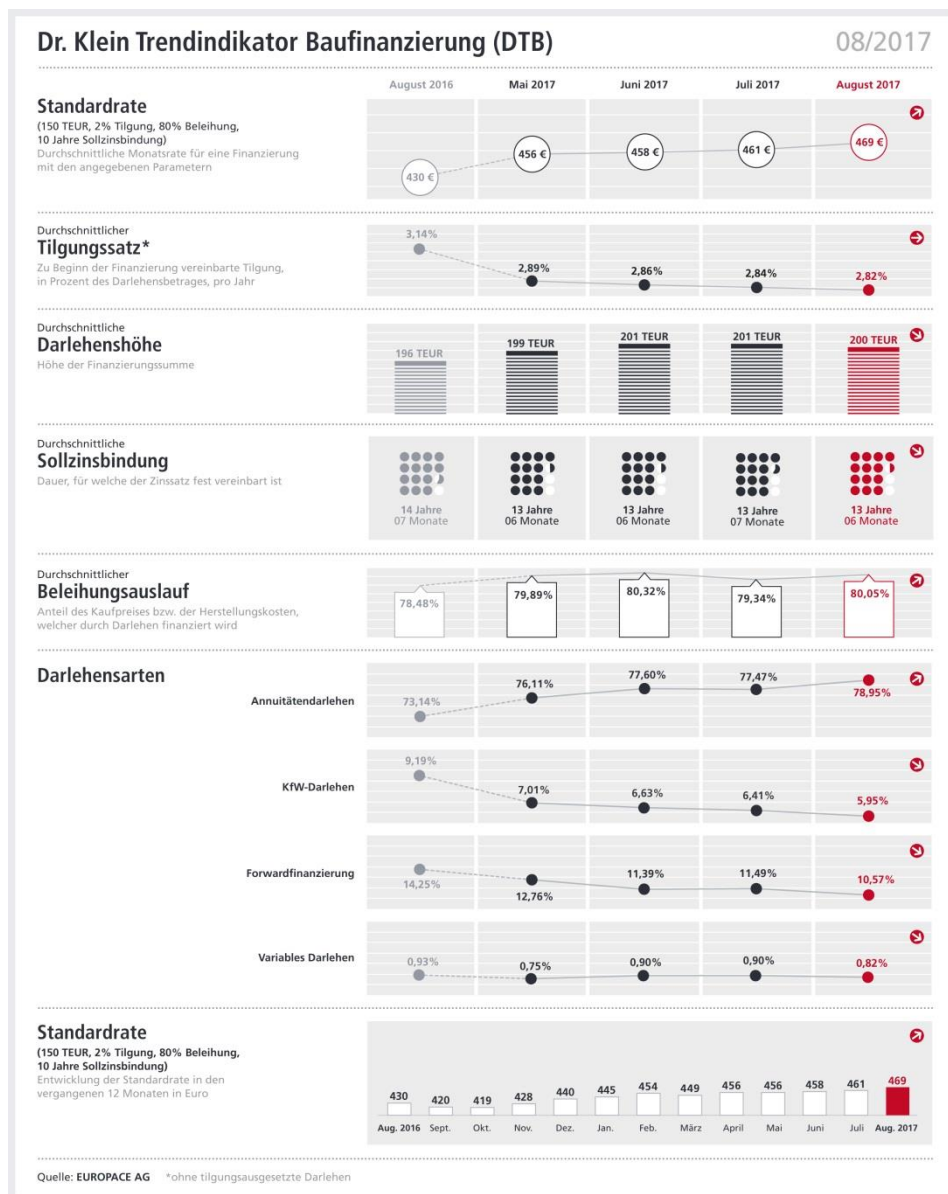 Dr. Klein Trendindikator Baufinanzierung (DTB)
08/2017
August 2016
Mai 2017
Juni 2017
Juli 2017
August 2017
Standardrate
(150 TEUR, 2% Tilgung, 80% Beleihung,
10 Jahre Sollzinsbindung)
Durchschnittliche Monatsrate für eine Finanzierung
mit den angegebenen Parametern
430 €
456 €
458 €
461 €
469 €
Durchschnittlicher
Tilgungssatz*
Zu Beginn der Finanzierung vereinbarte Tilgung,
in Prozent des Darlehensbetrages, pro Jahr
3,14%
2,89%
2,86%
2,84%
2,82%
Durchschnittliche
Darlehenshöhe
Höhe der Finanzierungssumme
196 TEUR
199 TEUR
201 TEUR
201 TEUR
200 TEUR
Durchschnittliche
Sollzinsbindung
Dauer, für welche der Zinssatz fest vereinbart ist
14 Jahre
07 Monate
13 Jahre
06 Monate
13 Jahre
06 Monate
13 Jahre
07 Monate
13 Jahre
06 Monate
Durchschnittlicher
Beleihungsauslauf
Anteil des Kaufpreises bzw. der Herstellungskosten,
welcher durch Darlehen finanziert wird
78,48%
79,89%
80,32%
79,34%
80,05%
Darlehensarten
Annuitätendarlehen
73,14%
76,11%
77,60%
77,47%
78,95%
KfW-Darlehen
9,19%
7,01%
6,63%
6,41%
5,95%
Forwardfinanzierung
14,25%
12,76%
11,39%
11,49%
10,57%
Variables Darlehen
0,93%
0,75%
0,90%
0,90%
0,82%
Standardrate
(150 TEUR, 2% Tilgung, 80% Beleihung,
10 Jahre Sollzinsbindung)
Entwicklung der Standardrate in den
vergangenen 12 Monaten in Euro
430 420 419 428 440 445 454 449 456 456 458 461 469
Aug. 2016 Sept. Okt. Nov. Dez. Jan. Feb. März April Mai Juni Juli Aug. 2017
Quelle: EUROPACE AG *ohne tilgungsausgesetzte Darlehen